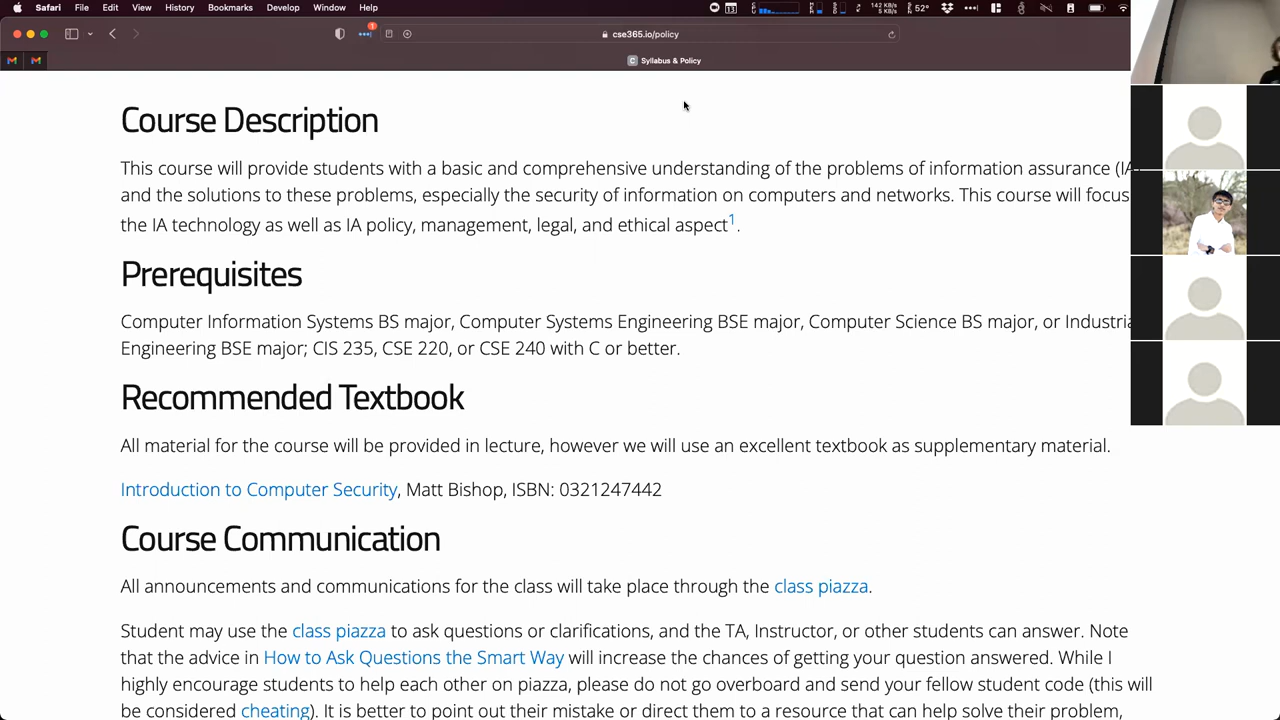 Safari File Edit View History Bookmarks Develop Window Help 142 KB/s 52°
cse365.io/policy
Syllabus & Policy
Course Description
This course will provide students with a basic and comprehensive understanding of the problems of information assurance (IA)
and the solutions to these problems, especially the security of information on computers and networks. This course will focus
the IA technology as well as IA policy, management, legal, and ethical aspect1.
Prerequisites
Computer Information Systems BS major, Computer Systems Engineering BSE major, Computer Science BS major, or Industria
Engineering BSE major; CIS 235, CSE 220, or CSE 240 with C or better.
Recommended Textbook
All material for the course will be provided in lecture, however we will use an excellent textbook as supplementary material.
Introduction to Computer Security, Matt Bishop, ISBN: 0321247442
Course Communication
All announcements and communications for the class will take place through the class piazza.
Student may use the class piazza to ask questions or clarifications, and the TA, Instructor, or other students can answer. Note
that the advice in How to Ask Questions the Smart Way will increase the chances of getting your question answered. While I
highly encourage students to help each other on piazza, please do not go overboard and send your fellow student code (this will
be considered cheating). It is better to point out their mistake or direct them to a resource that can help solve their problem,